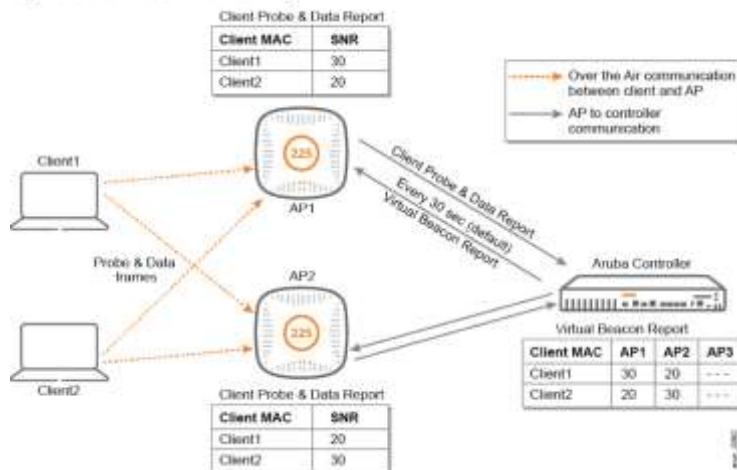 Client Probe & Data Report
Client MAC SNR
Client1 30
Client2 20
Over the Air communication
between client and AP
AP to controller
communication
Client1
225
AP1
Client Probe & Data Report
Every 30 sec (default)
Virtual Beacon Report
Probe & Data
frames
AP2
225
Aruba Controller
Virtual Beacon Report
Client MAC AP1 AP2 AP3
Client1 30 20 ---
Client2 20 30 ---
Client2
Client Probe & Data Report
Client MAC SNR
Client1 20
Client2 30